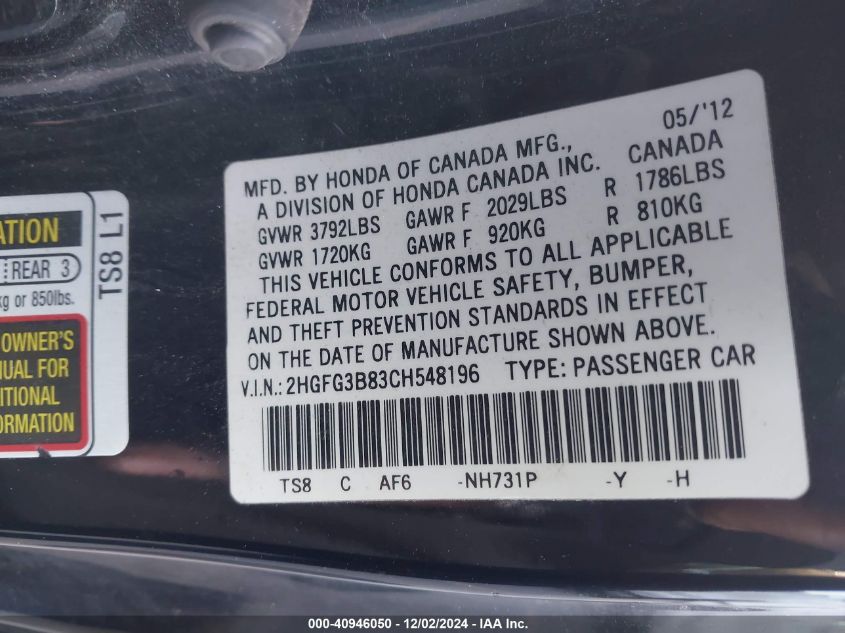 ATION
REAR 3
kg or 850lbs.
OWNER'S
NUAL FOR
ITIONAL
ORMATION
TS8 L1
05/'12
MFD. BY HONDA OF CANADA MFG., CANADA
A DIVISION OF HONDA CANADA INC.
GVWR 3792LBS GAWR F 2029LBS R 1786LBS
GVWR 1720KG GAWR F 920KG R 810KG
THIS VEHICLE CONFORMS TO ALL APPLICABLE
FEDERAL MOTOR VEHICLE SAFETY, BUMPER,
AND THEFT PREVENTION STANDARDS IN EFFECT
ON THE DATE OF MANUFACTURE SHOWN ABOVE.
V.I.N.: 2HGFG3B83CH548196 TYPE: PASSENGER CAR
TS8 C AF6 -NH731P -Y -H
000-40946050 - 12/02/2024 - IAA Inc.